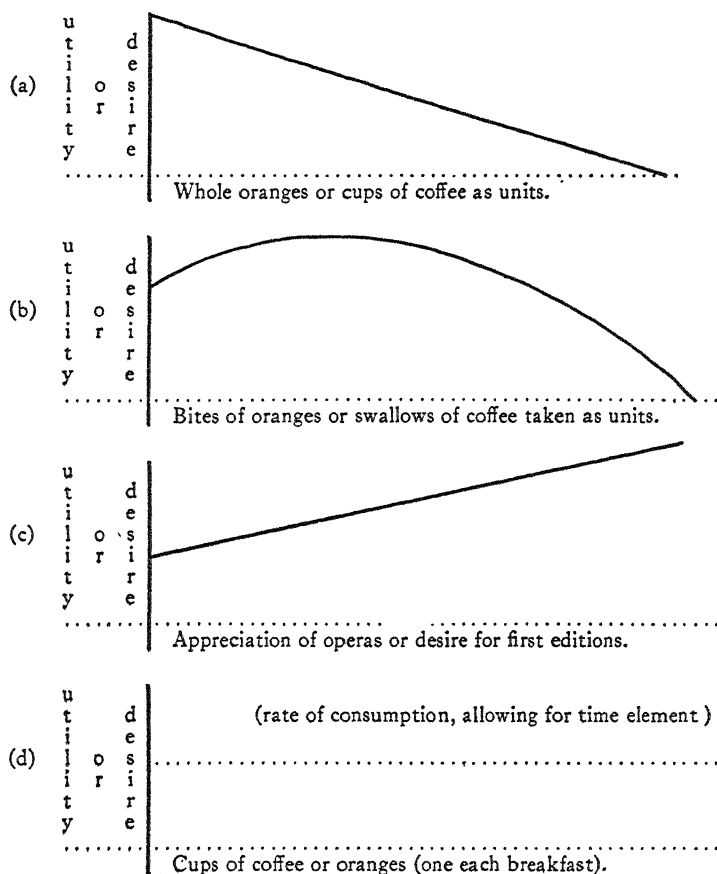 (a)
utility
or
desire
Whole oranges or cups of coffee as units.
(b)
utility
or
desire
Bites of oranges or swallows of coffee taken as units.
(c)
utility
or
desire
Appreciation of operas or desire for first editions.
(d)
utility
or
desire
(rate of consumption, allowing for time element)
Cups of coffee or oranges (one each breakfast).